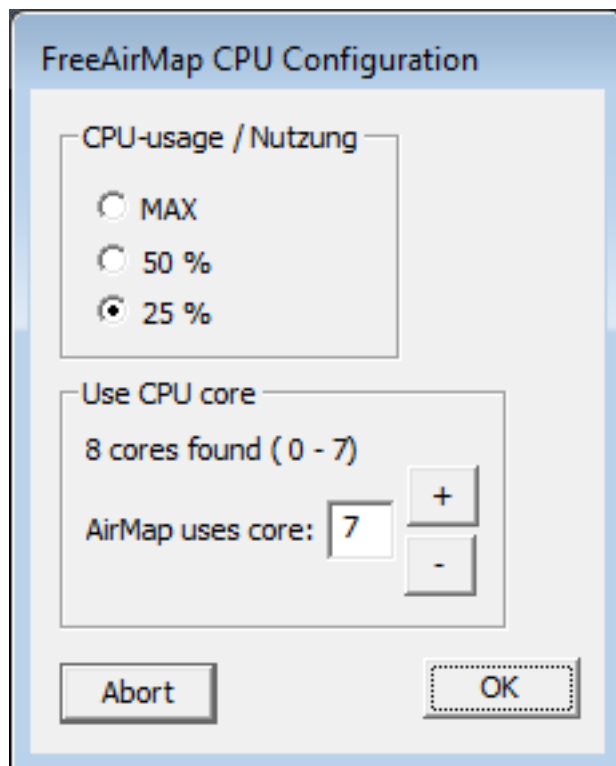 FreeAirMap CPU Configuration
CPU-usage / Nutzung
MAX
50 %
25 %
Use CPU core
8 cores found ( 0 - 7)
AirMap uses core: 7
+
-
Abort
OK